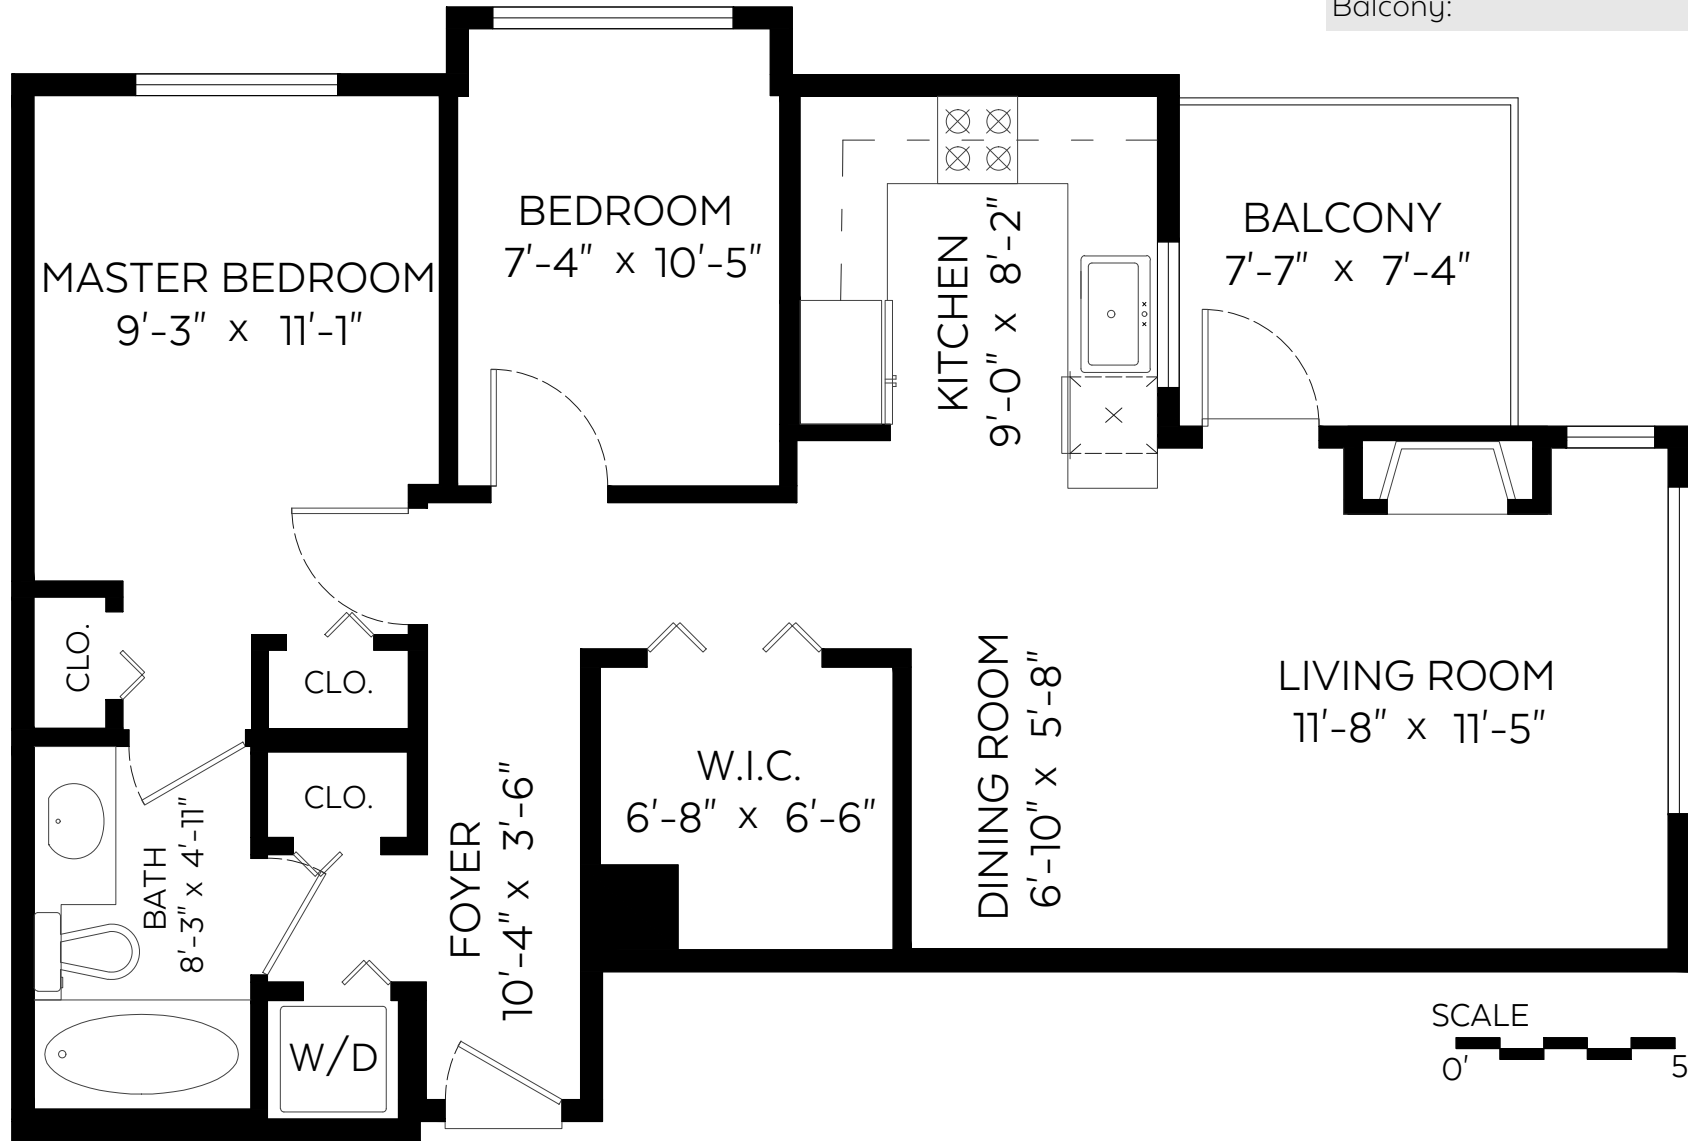 Balcony:
BEDROOM
7'-4" x 10'-5"
BALCONY
7'-7" x 7'-4"
MASTER BEDROOM
9'-3" x 11'-1"
KITCHEN
9'-0" x 8'-2"
CLO.
CLO.
CLO.
BATH
8'-3" x 4'-11"
FOYER
10'-4" x 3'-6"
W.I.C.
6'-8" x 6'-6"
DINING ROOM
6'-10" x 5'-8"
LIVING ROOM
11'-8" x 11'-5"
W/D
SCALE
0' 5